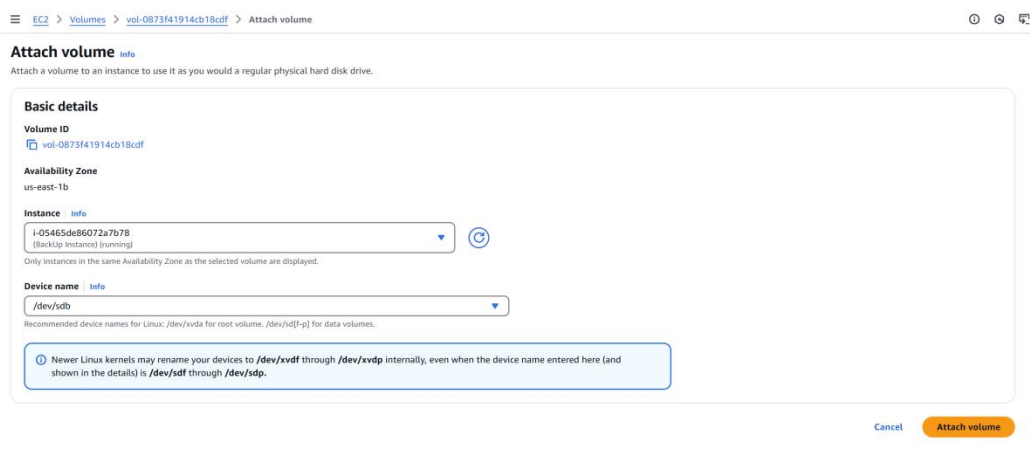 EC2 > Volumes > vol-0873f41914cb18cdf > Attach volume
Attach volume Info
Attach a volume to an instance to use it as you would a regular physical hard disk drive.
Basic details
Volume ID
vol-0873f41914cb18cdf
Availability Zone
us-east-1b
Instance | Info
i-05465de86072a7b78
(BackUp Instance) (running)
Only instances in the same Availability Zone as the selected volume are displayed.
Device name | Info
/dev/sdb
Recommended device names for Linux: /dev/xvda for root volume. /dev/sd[f-p] for data volumes.
Newer Linux kernels may rename your devices to /dev/xvdf through /dev/xvdp internally, even when the device name entered here (and
shown in the details) is /dev/sdf through /dev/sdp.
Cancel Attach volume